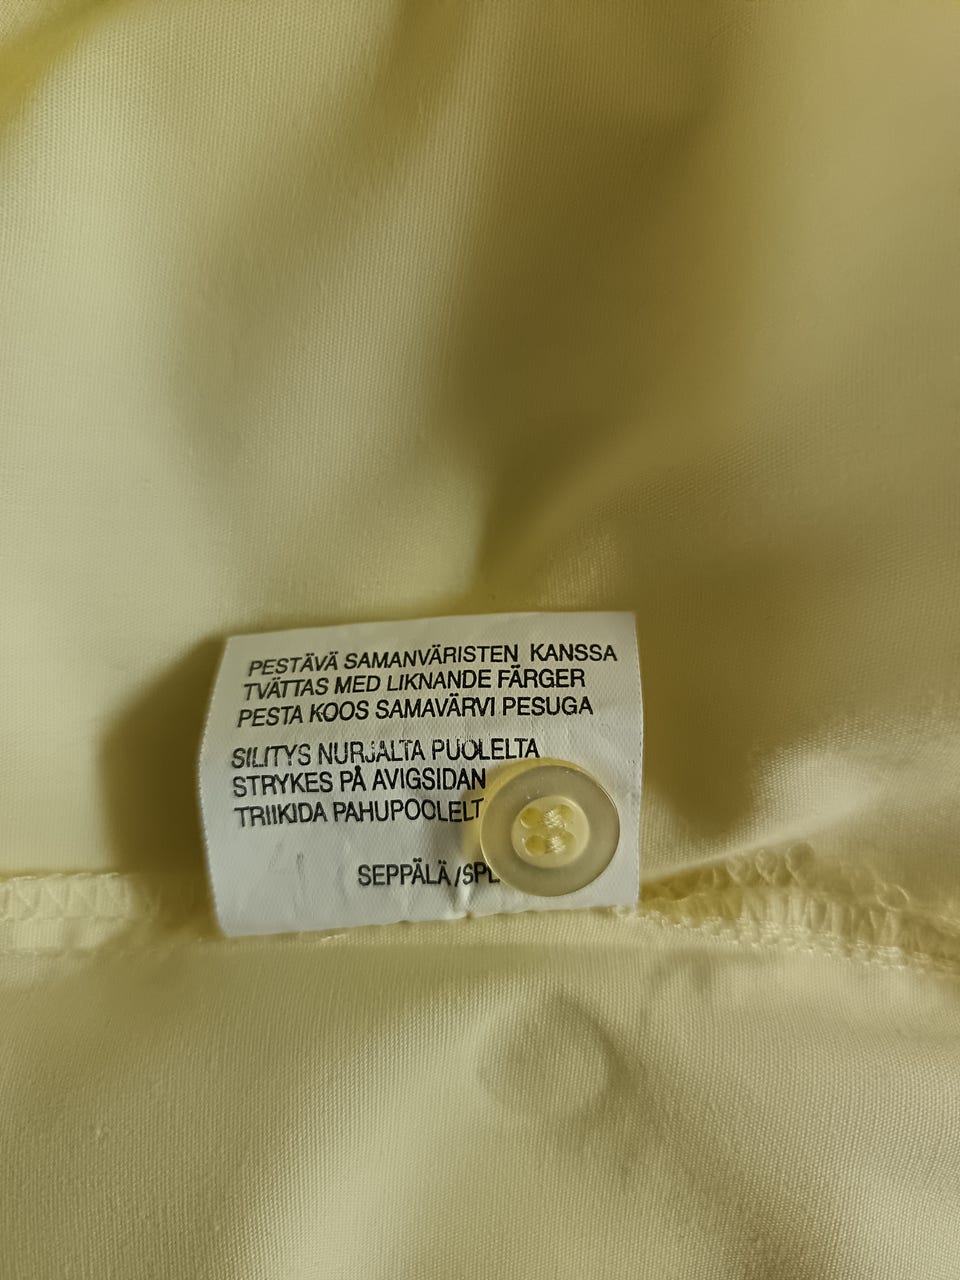 PESTÄVÄ SAMANVÄRISTEN KANSSA
TVÄTTAS MED LIKNANDE FÄRGER
PESTA KOOS SAMAVÄRVI PESUGA
SILITYS NURJALTA PUOLELTA
STRYKES PÅ AVIGSIDAN
TRIIKIDA PAHUPOOLELT
SEPPÄLÄ/SPL